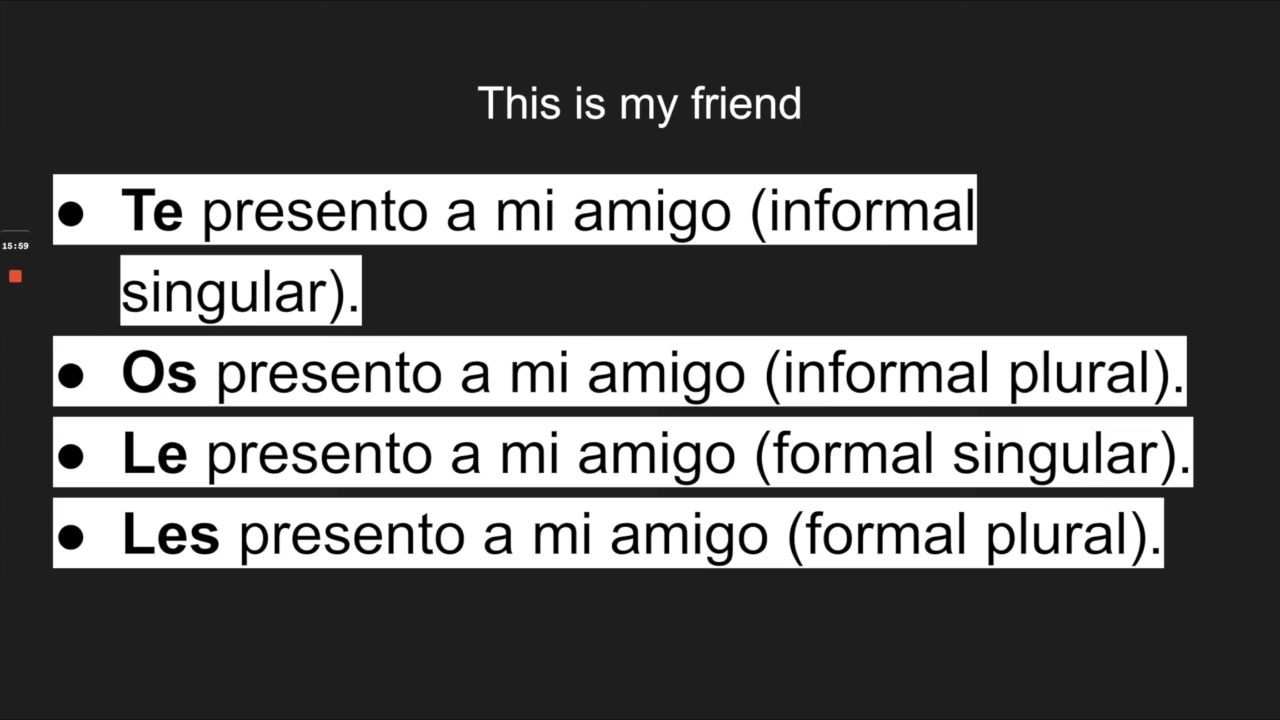 This is my friend
● Te presento a mi amigo (informal
singular).
15:59
● Os presento a mi amigo (informal plural).
● Le presento a mi amigo (formal singular).
● Les presento a mi amigo (formal plural).